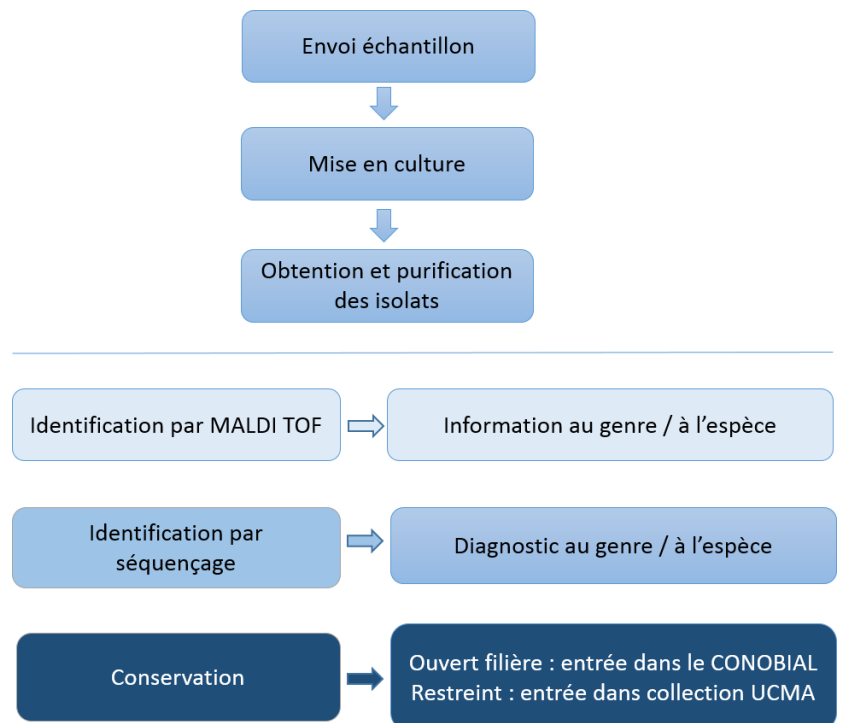 Envoi échantillon
Mise en culture
Obtention et purification
des isolats
Identification par MALDI TOF
Information au genre / à l'espèce
Identification par
séquençage
Diagnostic au genre / à l'espèce
Conservation
Ouvert filière : entrée dans le CONOBIAL
Restreint : entrée dans collection UCMA